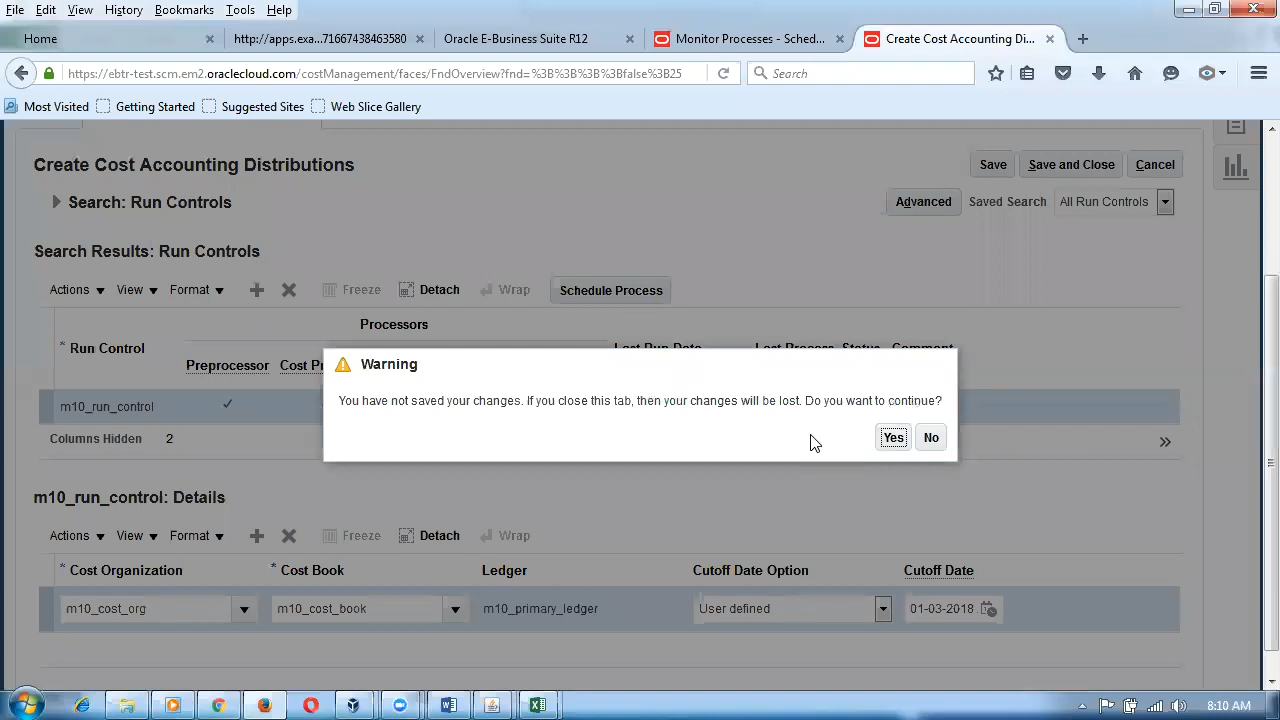 File Edit View History Bookmarks Tools Help
Home http://apps.exa...71667438463580 Oracle E-Business Suite R12 Monitor Processes - Sched... Create Cost Accounting Di...
https://ebtr-test.scm.em2.oraclecloud.com/costManagement/faces/FndOverview?fnd=%3B%3B%3B%3Bfalse%3B25 Search
Most Visited Getting Started Suggested Sites Web Slice Gallery
Create Cost Accounting Distributions Save Save and Close Cancel
Search: Run Controls Advanced Saved Search All Run Controls
Search Results: Run Controls
Actions View Format Freeze Detach Wrap Schedule Process
Processors
* Run Control Last Run Date Last Process Status Comment
Preprocessor
m10_run_control
Columns Hidden 2
Warning
You have not saved your changes. If you close this tab, then your changes will be lost. Do you want to continue?
Yes No
m10_run_control: Details
Actions View Format Freeze Detach Wrap
* Cost Organization * Cost Book Ledger Cutoff Date Option Cutoff Date
m10_cost_org m10_cost_book m10_primary_ledger User defined 01-03-2018
8:10 AM